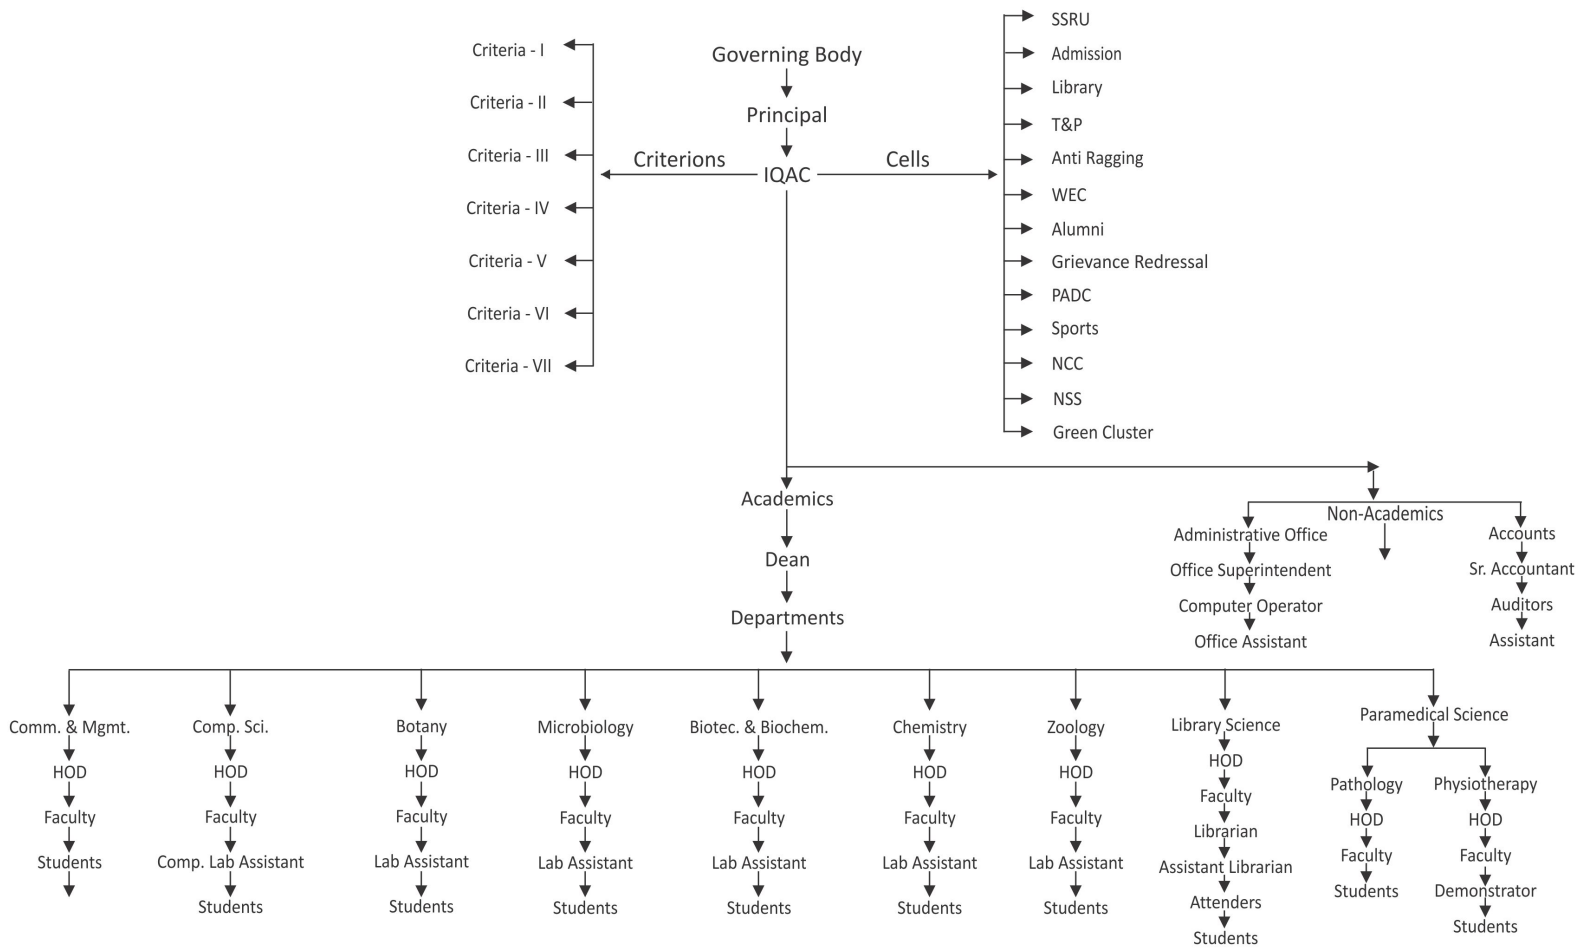 Governing Body
Principal
IQAC
Criterions
Criteria - I
Criteria - II
Criteria - III
Criteria - IV
Criteria - V
Criteria - VI
Criteria - VII
Cells
SSRU
Admission
Library
T&P
Anti Ragging
WEC
Alumni
Grievance Redressal
PADC
Sports
NCC
NSS
Green Cluster
Academics
Dean
Departments
Non-Academics
Administrative Office
Office Superintendent
Computer Operator
Office Assistant
Accounts
Sr. Accountant
Auditors
Assistant
Comm. & Mgmt.
HOD
Faculty
Students
Comp. Sci.
HOD
Faculty
Comp. Lab Assistant
Students
Botany
HOD
Faculty
Lab Assistant
Students
Microbiology
HOD
Faculty
Lab Assistant
Students
Biotec. & Biochem.
HOD
Faculty
Lab Assistant
Students
Chemistry
HOD
Faculty
Lab Assistant
Students
Zoology
HOD
Faculty
Lab Assistant
Students
Library Science
HOD
Faculty
Librarian
Assistant Librarian
Attenders
Students
Paramedical Science
Pathology
HOD
Faculty
Students
Physiotherapy
HOD
Faculty
Demonstrator
Students